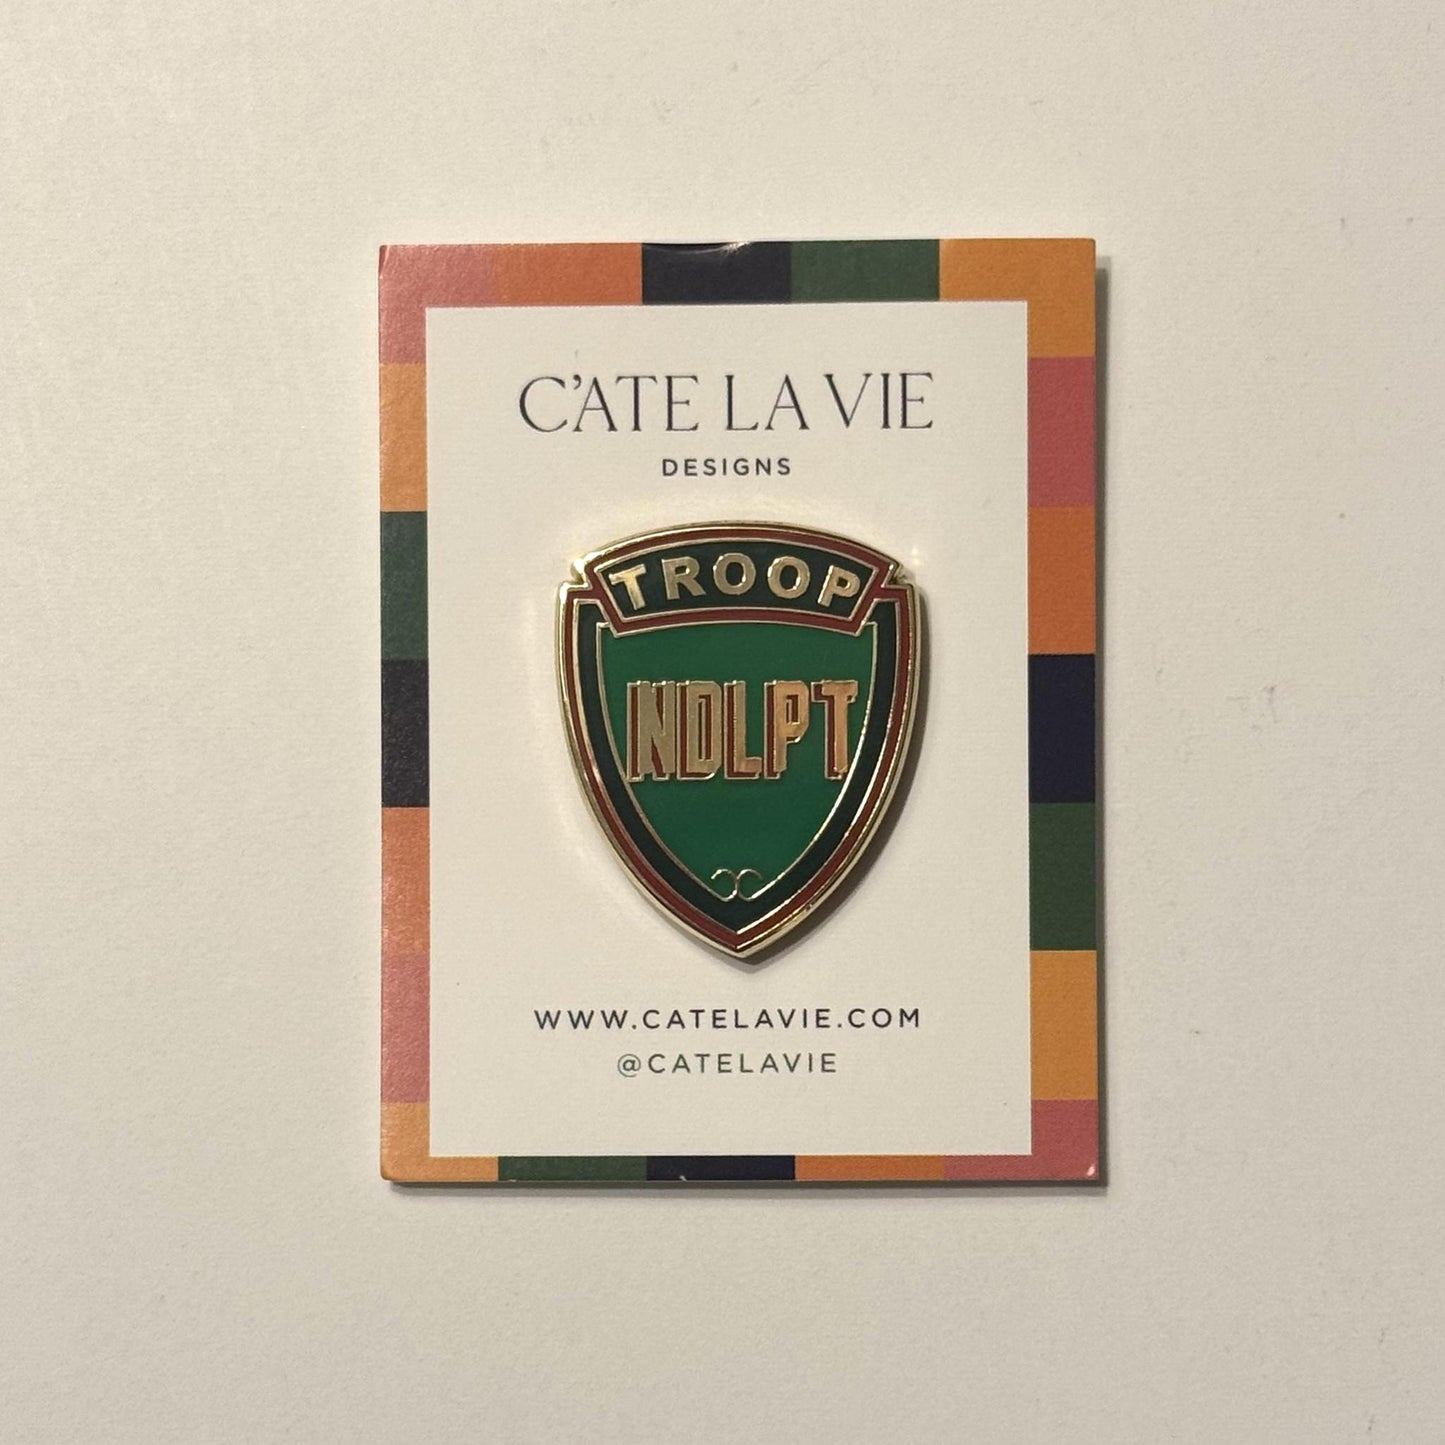 C'ATE LA VIE
DESIGNS
TROOP
NDLPT
WWW.CATELAVIE.COM
@CATELAVIE